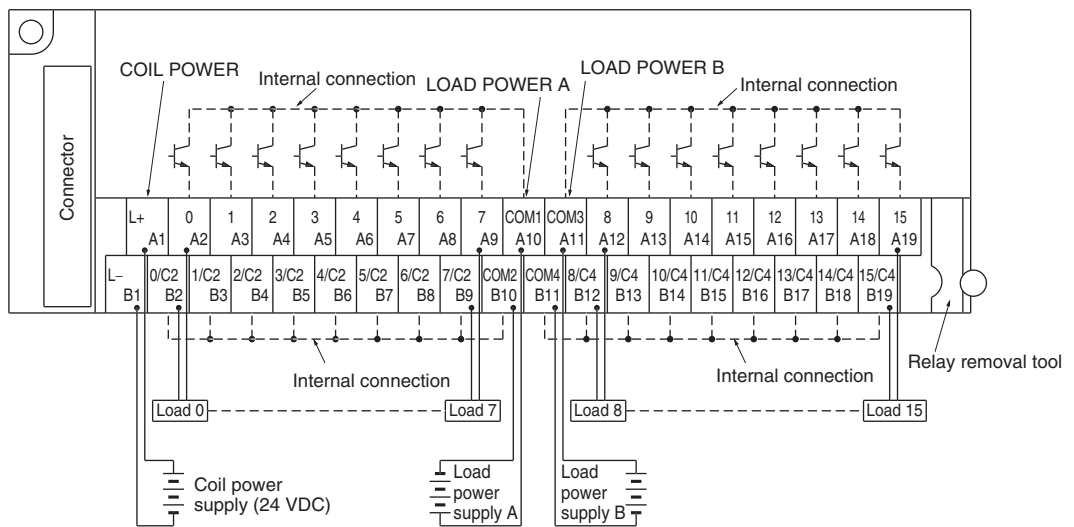 COIL POWER
Internal connection
LOAD POWER A
LOAD POWER B
Internal connection
Connector
L+ 0 1 2 3 4 5 6 7 COM1 COM3 8 9 10 11 12 13 14 15
A1 A2 A3 A4 A5 A6 A7 A8 A9 A10 A11 A12 A13 A14 A15 A16 A17 A18 A19
L− 0/C2 1/C2 2/C2 3/C2 4/C2 5/C2 6/C2 7/C2 COM2 COM4 8/C4 9/C4 10/C4 11/C4 12/C4 13/C4 14/C4 15/C4
B1 B2 B3 B4 B5 B6 B7 B8 B9 B10 B11 B12 B13 B14 B15 B16 B17 B18 B19
Internal connection
Internal connection
Relay removal tool
Load 0
Load 7
Load 8
Load 15
Coil power
supply (24 VDC)
Load
power
supply A
Load
power
supply B